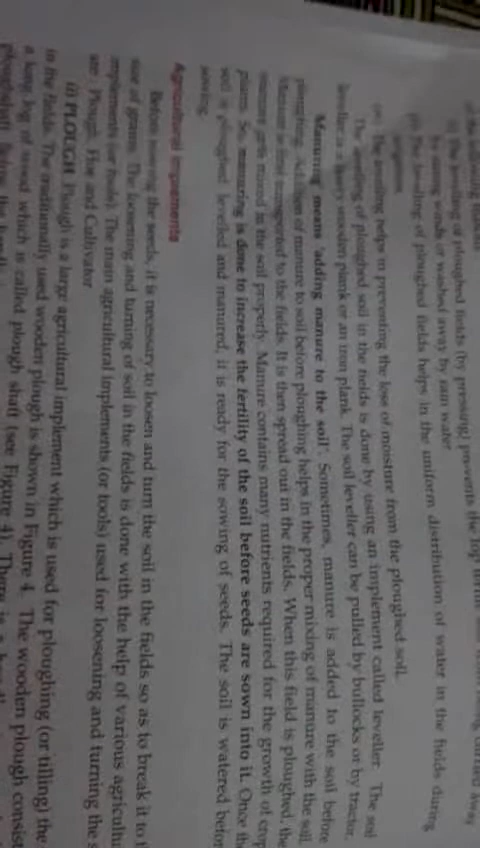 of the following
(i) The levelling of ploughed fields (by pressing) prevents the top
by strong winds or washed away by rain water
(ii) The levelling of ploughed fields helps in the uniform distribution of water in the fields during
(iii) The levelling helps in preventing the loss of moisture from the ploughed soil.
The levelling of ploughed soil in the fields is done by using an implement called leveller. The soil
leveller is a heavy wooden plank or an iron plank. The soil leveller can be pulled by bullocks or by tractor.
Manuring means 'adding manure to the soil'. Sometimes, manure is added to the soil before
ploughing. Addition of manure to soil before ploughing helps in the proper mixing of manure with the soil.
Manure is first transported to the fields. It is then spread out in the fields. When this field is ploughed, the
manure gets mixed in the soil properly. Manure contains many nutrients required for the growth of crop
plants. So, manuring is done to increase the fertility of the soil before seeds are sown into it. Once the
soil is ploughed, levelled and manured, it is ready for the sowing of seeds. The soil is watered before
sowing.
Agricultural Implements
Before sowing the seeds, it is necessary to loosen and turn the soil in the fields so as to break it to t
size of grains. The loosening and turning of soil in the fields is done with the help of various agricultu
implements (or tools). The main agricultural implements (or tools) used for loosening and turning the s
are : Plough, Hoe and Cultivator
(i) PLOUGH. Plough is a large agricultural implement which is used for ploughing (or tilling) the
in the fields. The traditionally used wooden plough is shown in Figure 4. The wooden plough consist
a long log of wood which is called plough shaft (see Figure 4). There is a